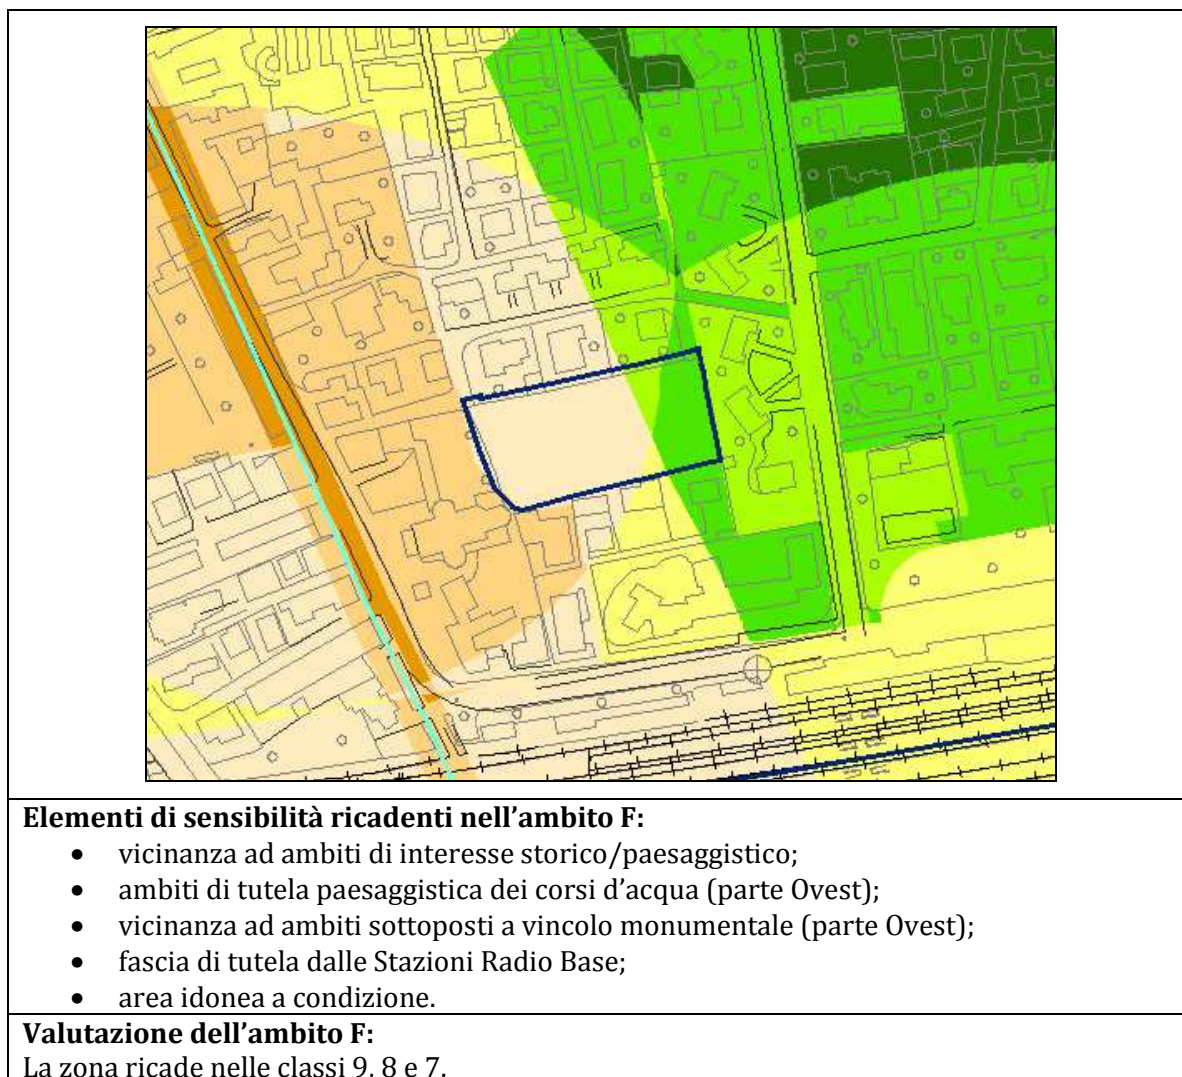 Elementi di sensibilità ricadenti nell’ambito F:
• vicinanza ad ambiti di interesse storico/paesaggistico;
• ambiti di tutela paesaggistica dei corsi d’acqua (parte Ovest);
• vicinanza ad ambiti sottoposti a vincolo monumentale (parte Ovest);
• fascia di tutela dalle Stazioni Radio Base;
• area idonea a condizione.
Valutazione dell’ambito F:
La zona ricade nelle classi 9, 8 e 7.